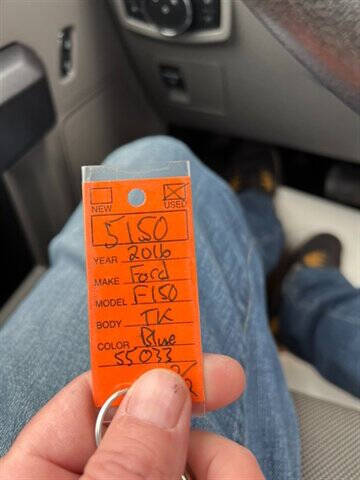 NEW USED
5150
YEAR 2016
MAKE Ford
MODEL F150
BODY TK
COLOR Blue
55033